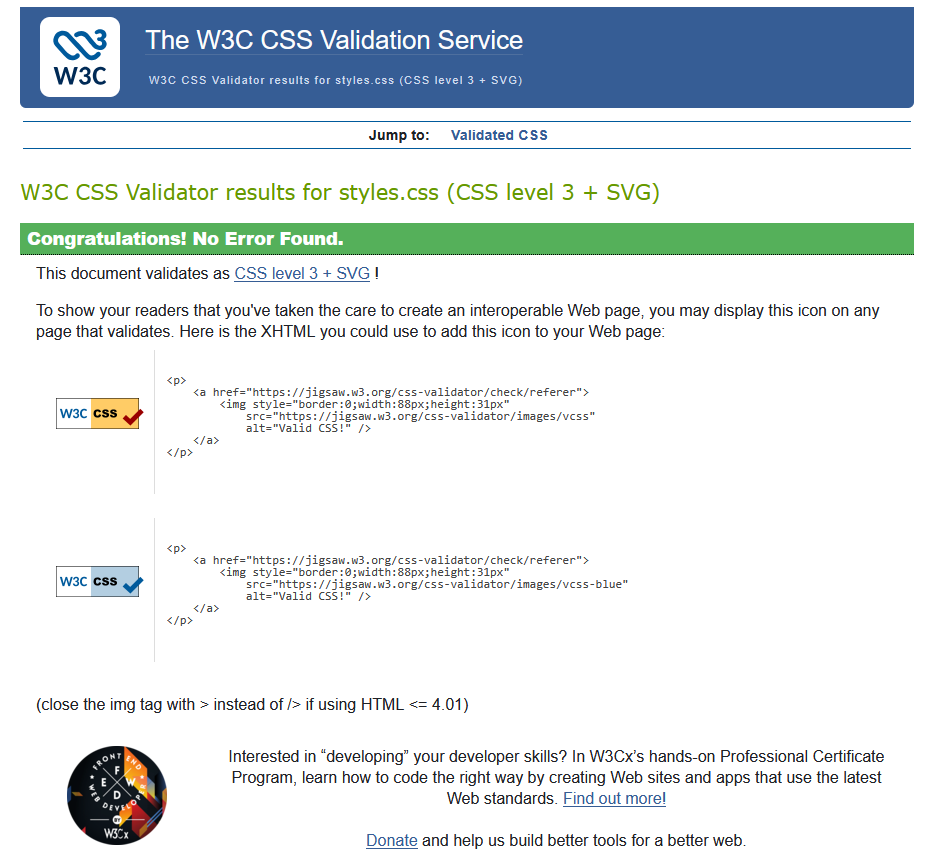 W3C
The W3C CSS Validation Service
W3C CSS Validator results for styles.css (CSS level 3 + SVG)
Jump to: Validated CSS
W3C CSS Validator results for styles.css (CSS level 3 + SVG)
Congratulations! No Error Found.
This document validates as CSS level 3 + SVG !
To show your readers that you've taken the care to create an interoperable Web page, you may display this icon on any
page that validates. Here is the XHTML you could use to add this icon to your Web page:
W3C CSS
<p>
    <a href="https://jigsaw.w3.org/css-validator/check/referer">
        <img style="border:0;width:88px;height:31px"
            src="https://jigsaw.w3.org/css-validator/images/vcss"
            alt="Valid CSS!" />
    </a>
</p>
W3C CSS
<p>
    <a href="https://jigsaw.w3.org/css-validator/check/referer">
        <img style="border:0;width:88px;height:31px"
            src="https://jigsaw.w3.org/css-validator/images/vcss-blue"
            alt="Valid CSS!" />
    </a>
</p>
(close the img tag with > instead of /> if using HTML <= 4.01)
FRONT END
F
E W
D
WEB DEVELOPER
BY
W3Cx
Interested in “developing” your developer skills? In W3Cx’s hands-on Professional Certificate
Program, learn how to code the right way by creating Web sites and apps that use the latest
Web standards. Find out more!
Donate and help us build better tools for a better web.